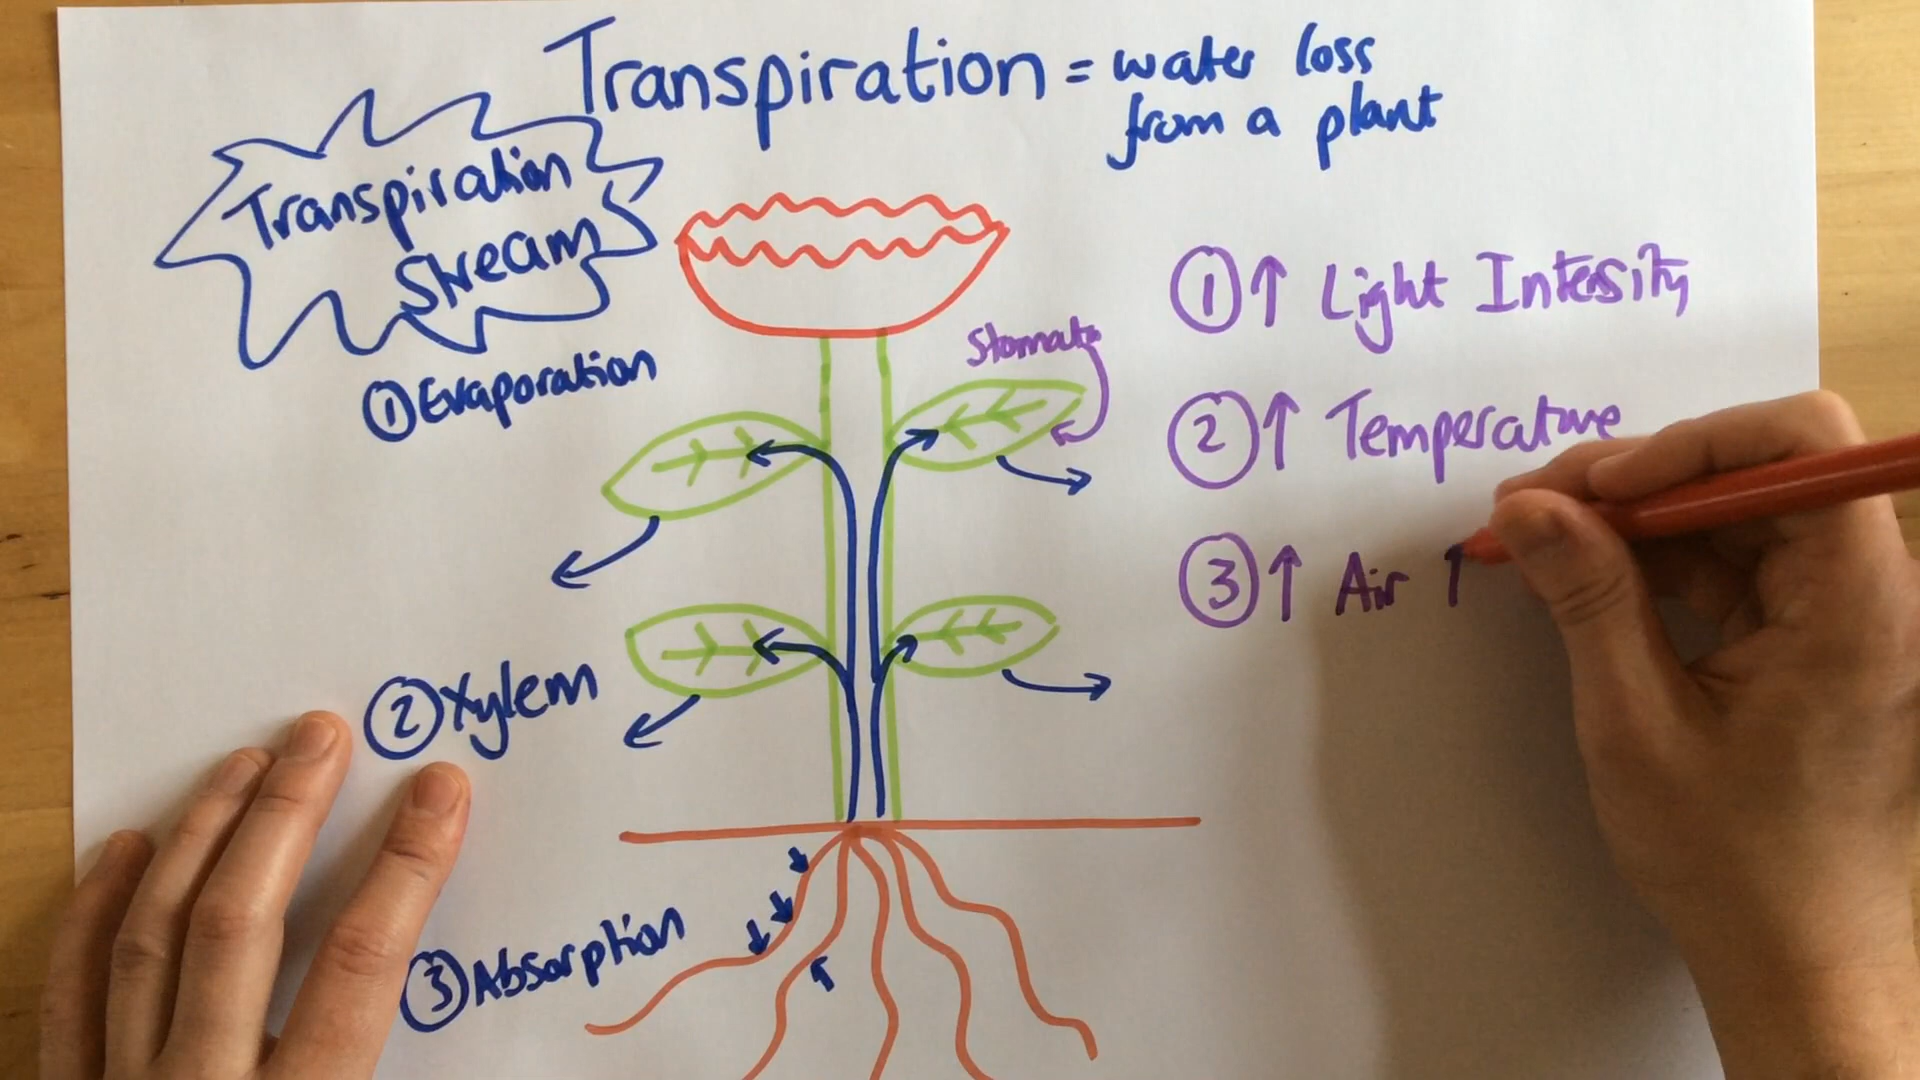 Transpiration = water loss
from a plant
Transpiration
Stream
① Evaporation
② Xylem
③ Absorption
Stomata
① ↑ Light Intensity
② ↑ Temperature
③ ↑ Air